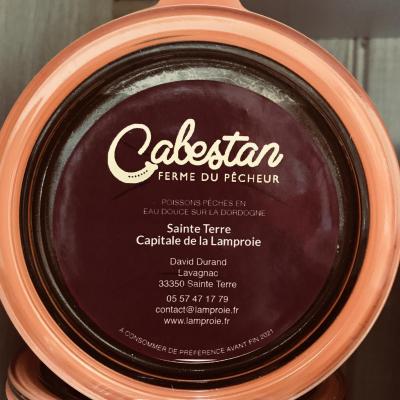 Cabestan
FERME DU PÊCHEUR
POISSONS PÊCHÉS EN
EAU DOUCE SUR LA DORDOGNE
Sainte Terre
Capitale de la Lamproie
David Durand
Lavagnac
33350 Sainte Terre
05 57 47 17 79
contact@lamproie.fr
www.lamproie.fr
À CONSOMMER DE PRÉFÉRENCE AVANT FIN 2021